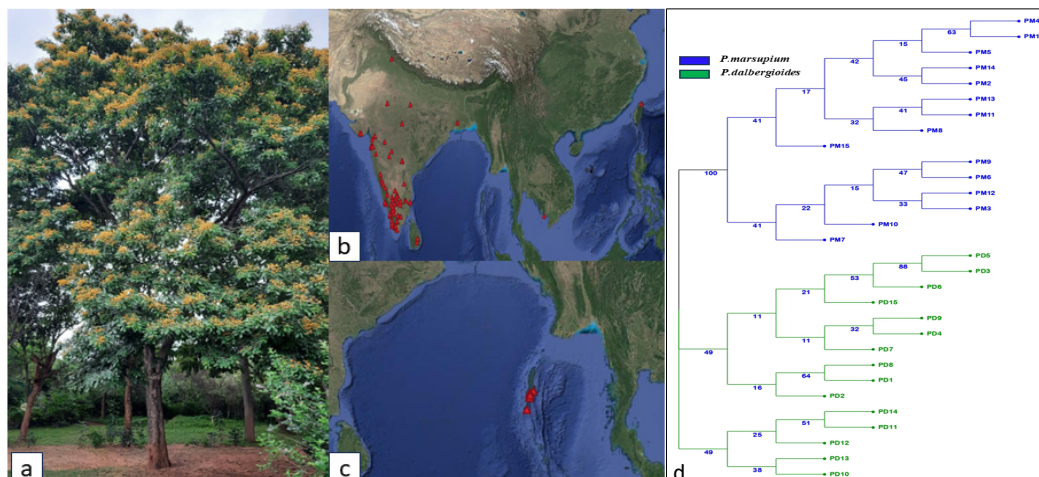 a
b
c
P.marsupium
P.dalbergioides
PM4
63
PM1
15
PM5
42
PM14
45
PM2
17
PM13
41
PM11
32
PM8
41
PM15
100
PM9
47
PM6
15
PM12
33
PM3
22
PM10
41
PM7
PD5
88
PD3
53
PD6
21
PD15
11
PD9
32
PD4
11
PD7
49
PD8
64
PD1
16
PD2
PD14
51
PD11
25
PD12
49
PD13
38
PD10
d